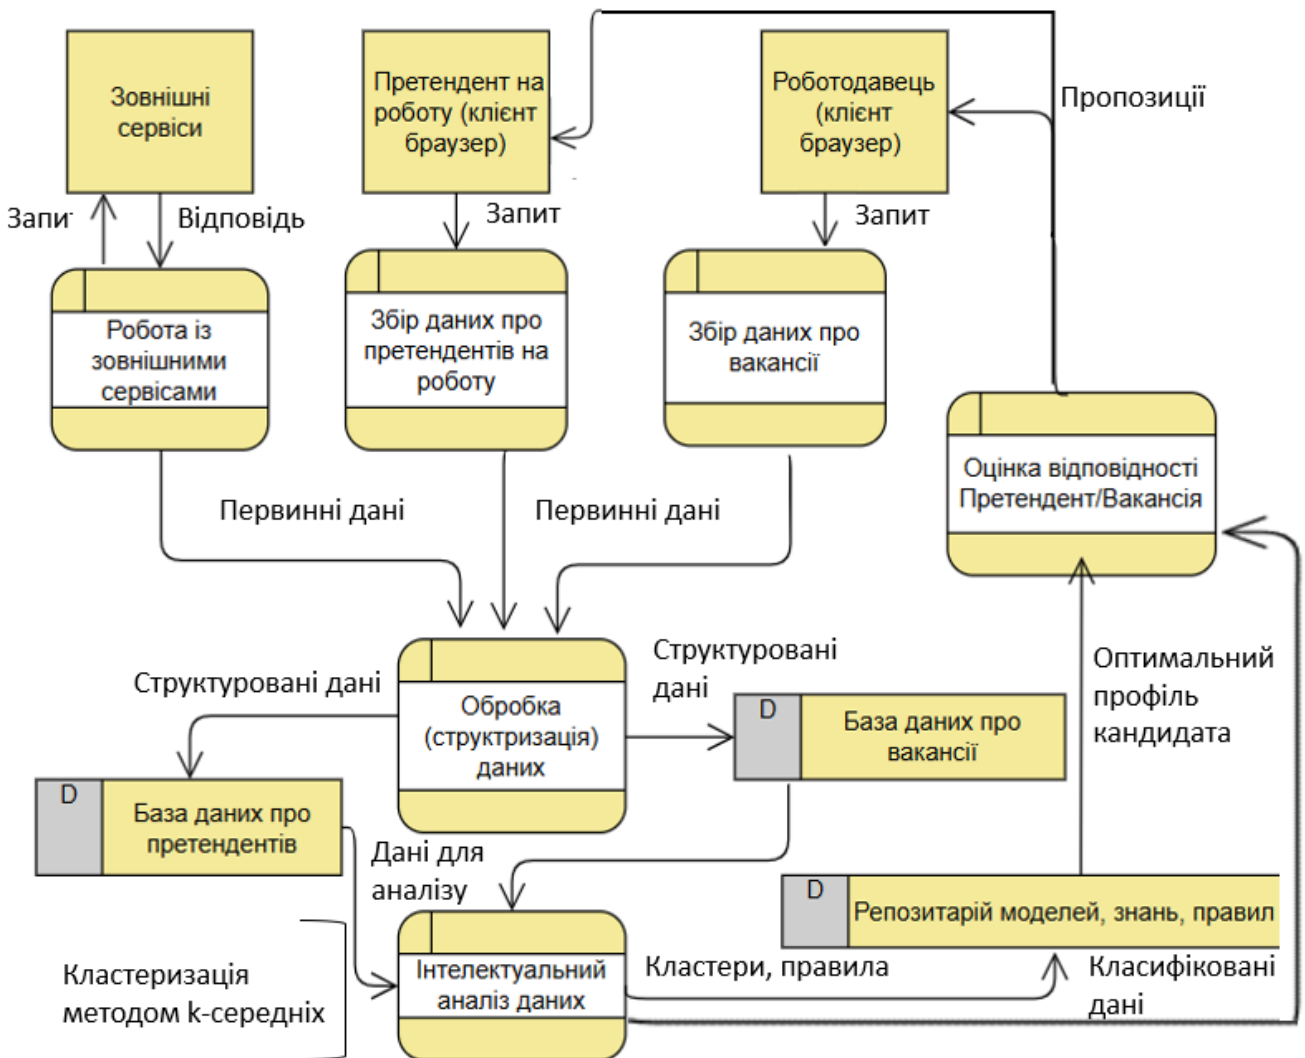 Зовнішні
сервіси
Претендент на
роботу (клієнт
браузер)
Роботодавець
(клієнт
браузер)
Пропозиції
Запит
Відповідь
Запит
Запит
Робота із
зовнішними
сервісами
Збір даних про
претендентів на
роботу
Збір даних про
вакансії
Оцінка відповідності
Претендент/Вакансія
Первинні дані
Первинні дані
Структуровані дані
Обробка
(структризація)
даних
Структуровані
дані
Оптимальний
профіль
кандидата
D
База даних про
вакансії
D
База даних про
претендентів
Дані для
аналізу
D
Репозитарій моделей, знань, правил
Кластеризація
методом k-середніх
Інтелектуальний
аналіз даних
Кластери, правила
Класифіковані
дані